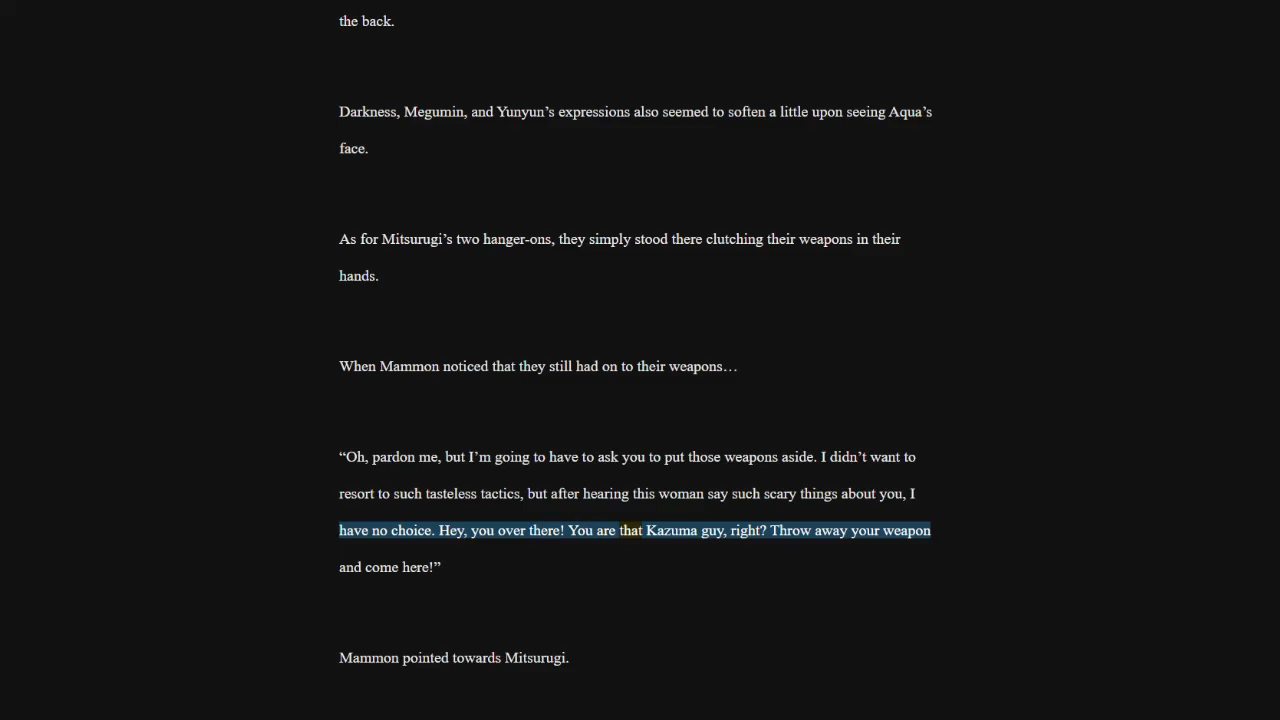 the back.
Darkness, Megumin, and Yunyun’s expressions also seemed to soften a little upon seeing Aqua’s
face.
As for Mitsurugi’s two hanger-ons, they simply stood there clutching their weapons in their
hands.
When Mammon noticed that they still had on to their weapons…
“Oh, pardon me, but I’m going to have to ask you to put those weapons aside. I didn’t want to
resort to such tasteless tactics, but after hearing this woman say such scary things about you, I
have no choice. Hey, you over there! You are that Kazuma guy, right? Throw away your weapon
and come here!”
Mammon pointed towards Mitsurugi.